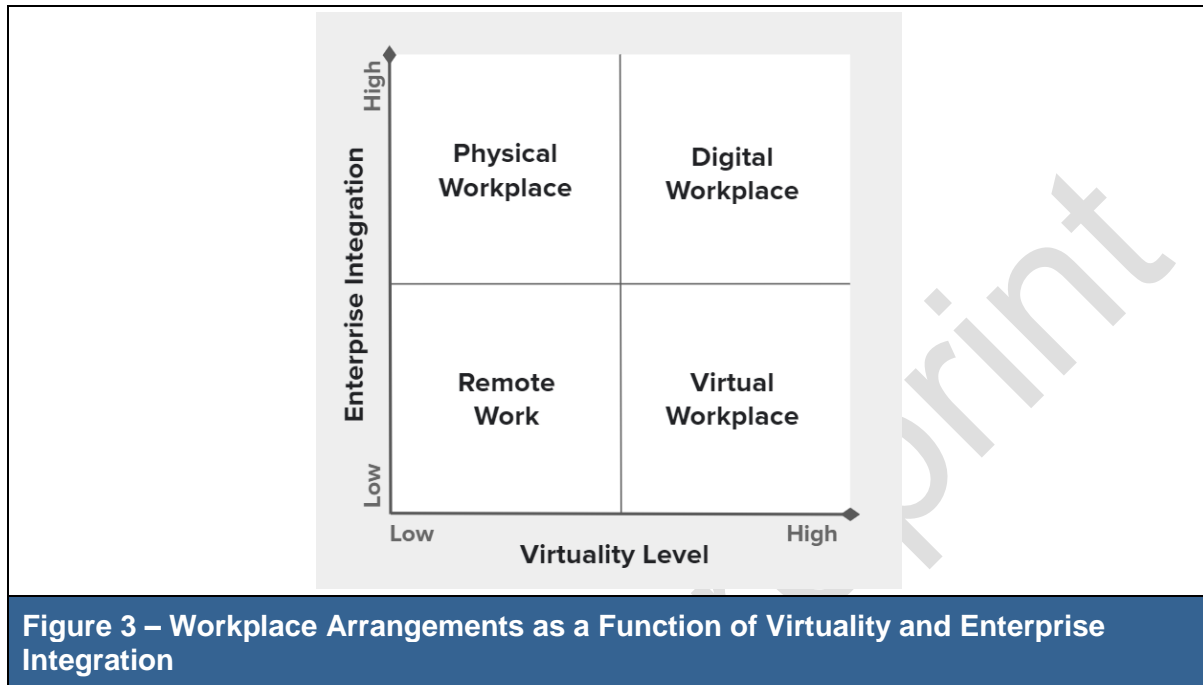 High
Physical
Workplace
Digital
Workplace
Enterprise Integration
Remote
Work
Virtual
Workplace
Low
Low
High
Virtuality Level
Figure 3 – Workplace Arrangements as a Function of Virtuality and Enterprise
Integration
print